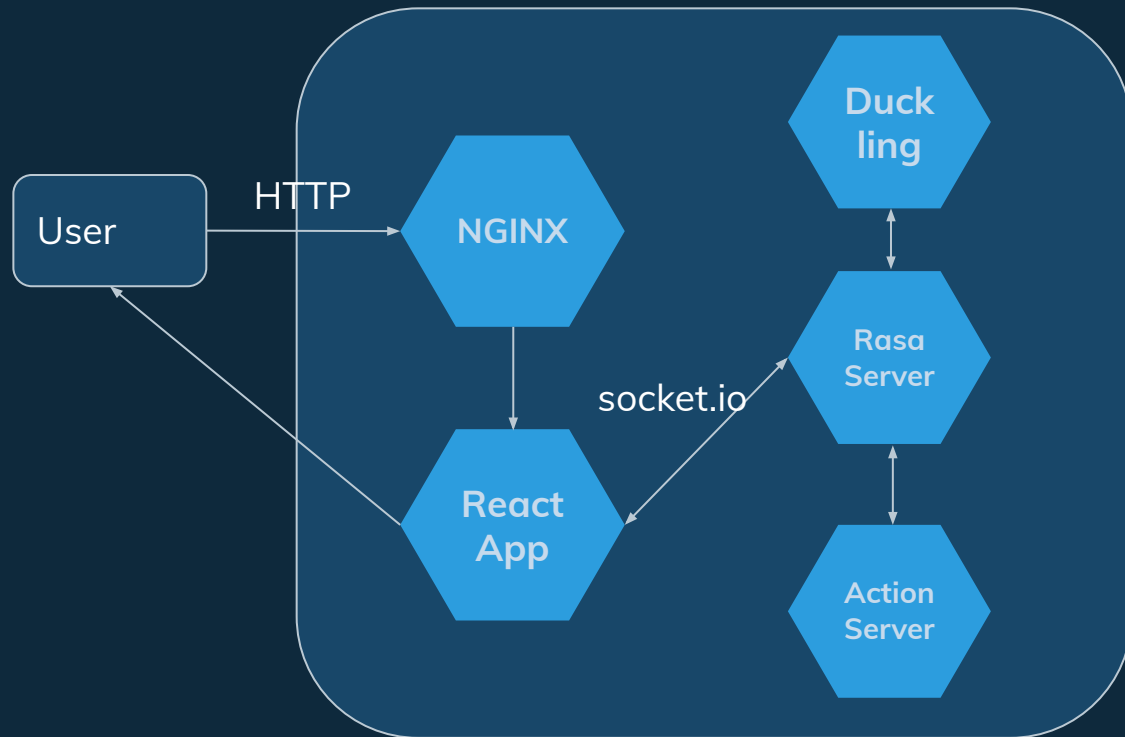 User
HTTP
NGINX
React
App
socket.io
Duck
ling
Rasa
Server
Action
Server